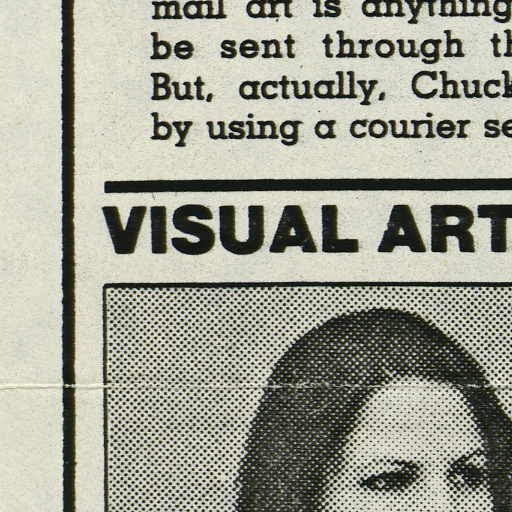 mail art is anything
be sent through th
But, actually, Chuck
by using a courier se
VISUAL ART